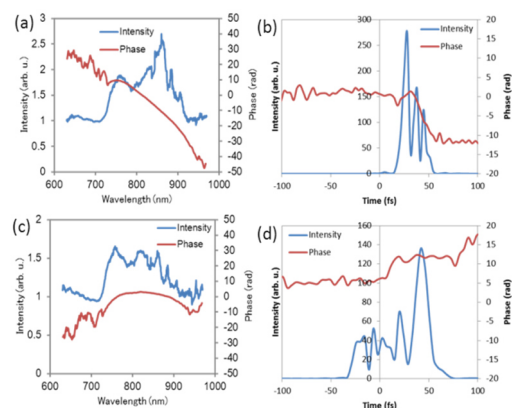 (a)
3
2.5
2
1.5
1
0.5
0
Intensity (arb. u.)
Intensity
Phase
50
40
30
20
10
0
-10
-20
-30
-40
-50
Phase (rad)
600 700 800 900 1000
Wavelength (nm)
(b)
300
250
200
150
100
50
0
Intensity (arb. u.)
Intensity
Phase
20
15
10
5
0
-5
-10
-15
-20
Phase (rad)
-100 -50 0 50 100
Time (fs)
(c)
2
1.5
1
0.5
0
Intensity (arb. u.)
Intensity
Phase
50
40
30
20
10
0
-10
-20
-30
-40
-50
Phase (rad)
600 700 800 900 1000
Wavelength (nm)
(d)
160
140
120
100
80
60
40
20
0
Intensity (arb. u.)
Intensity
Phase
20
15
10
5
0
-5
-10
-15
-20
Phase (rad)
-100 -50 0 50 100
Time (fs)